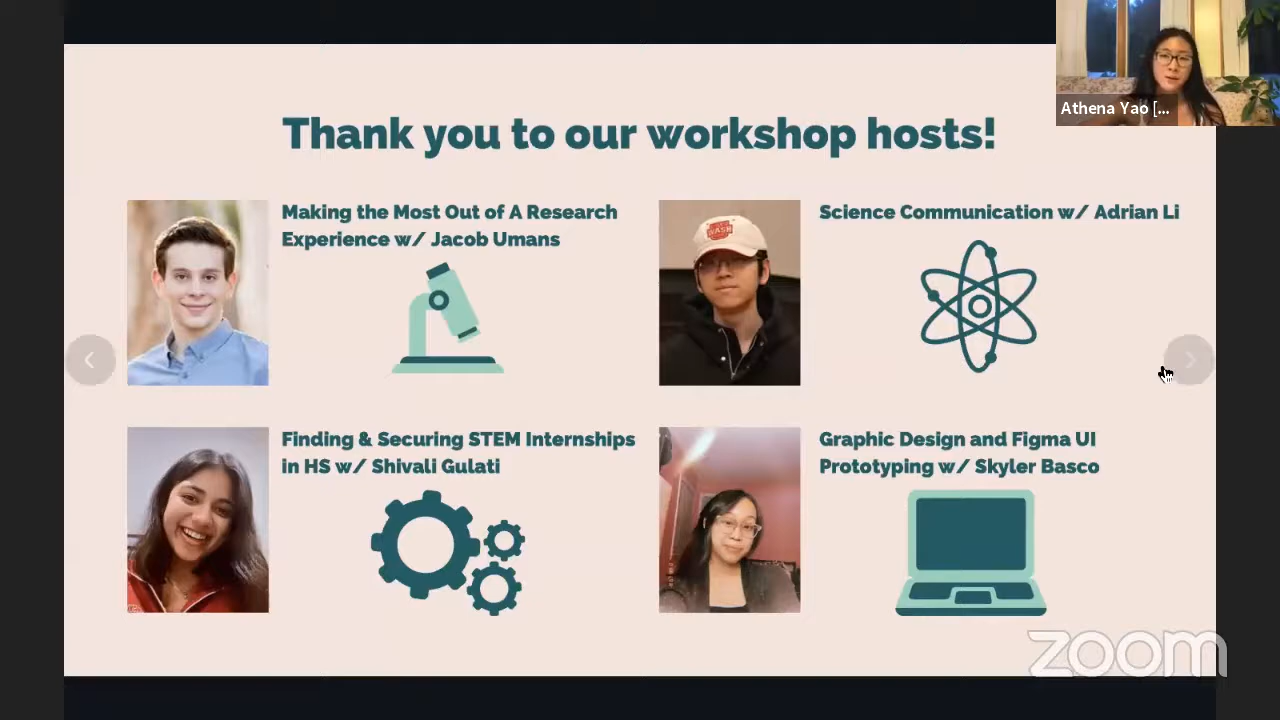 Athena Yao [...
Thank you to our workshop hosts!
Making the Most Out of A Research
Experience w/ Jacob Umans
Science Communication w/ Adrian Li
Finding & Securing STEM Internships
in HS w/ Shivali Gulati
Graphic Design and Figma UI
Prototyping w/ Skyler Basco
zoom